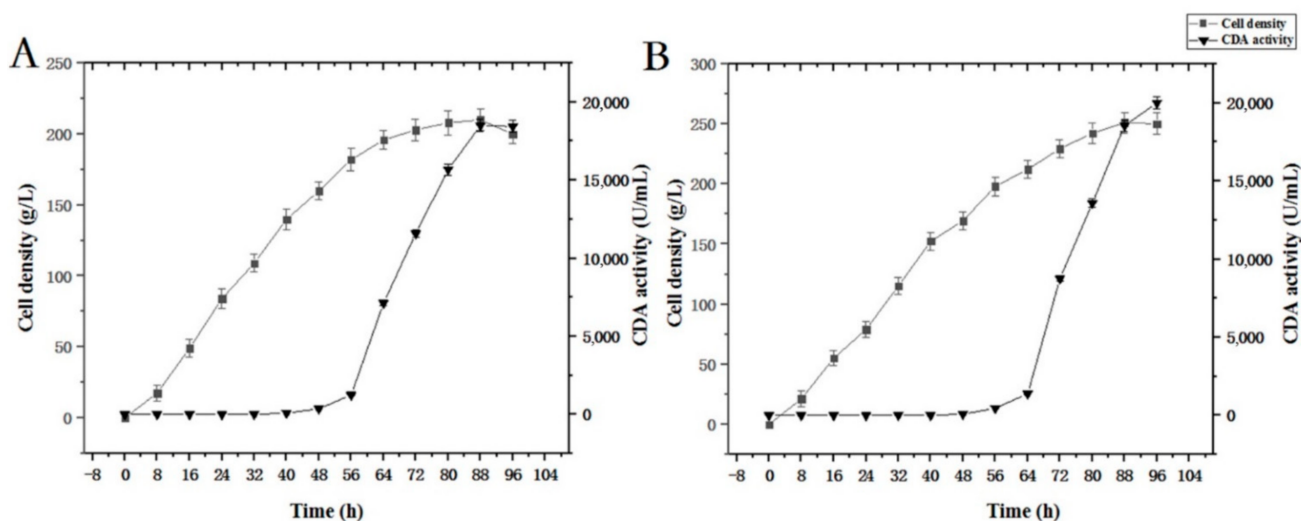 Cell density
CDA activity
A
250
200
150
100
50
0
Cell density (g/L)
20,000
15,000
10,000
5,000
0
CDA activity (U/mL)
-8 0 8 16 24 32 40 48 56 64 72 80 88 96 104
Time (h)
B
300
250
200
150
100
50
0
Cell density (g/L)
20,000
15,000
10,000
5,000
0
CDA activity (U/mL)
-8 0 8 16 24 32 40 48 56 64 72 80 88 96 104
Time (h)